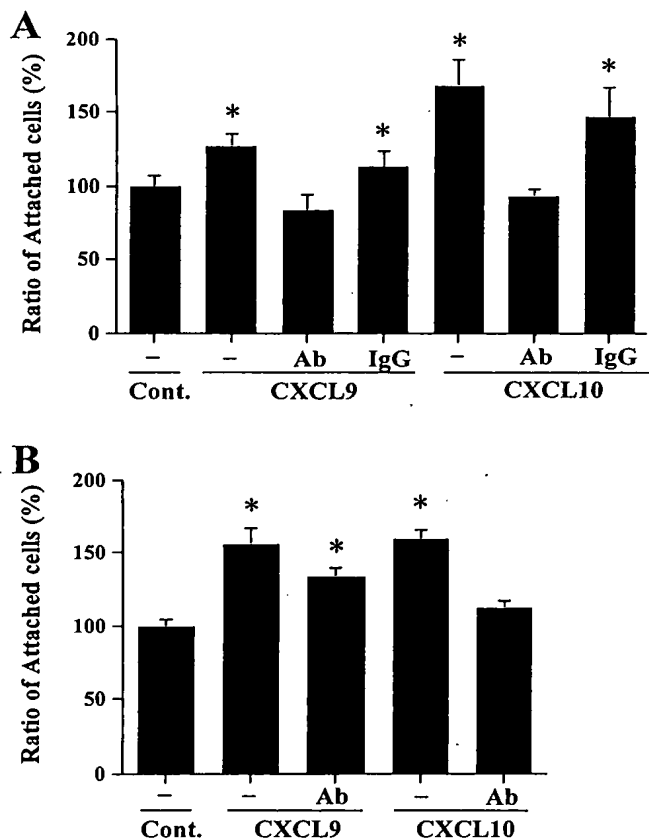 A
Ratio of Attached cells (%)
200
150
100
50
0
* * * *
– – Ab IgG – Ab IgG
Cont. CXCL9 CXCL10
B
Ratio of Attached cells (%)
200
150
100
50
0
* * *
– – Ab – Ab
Cont. CXCL9 CXCL10